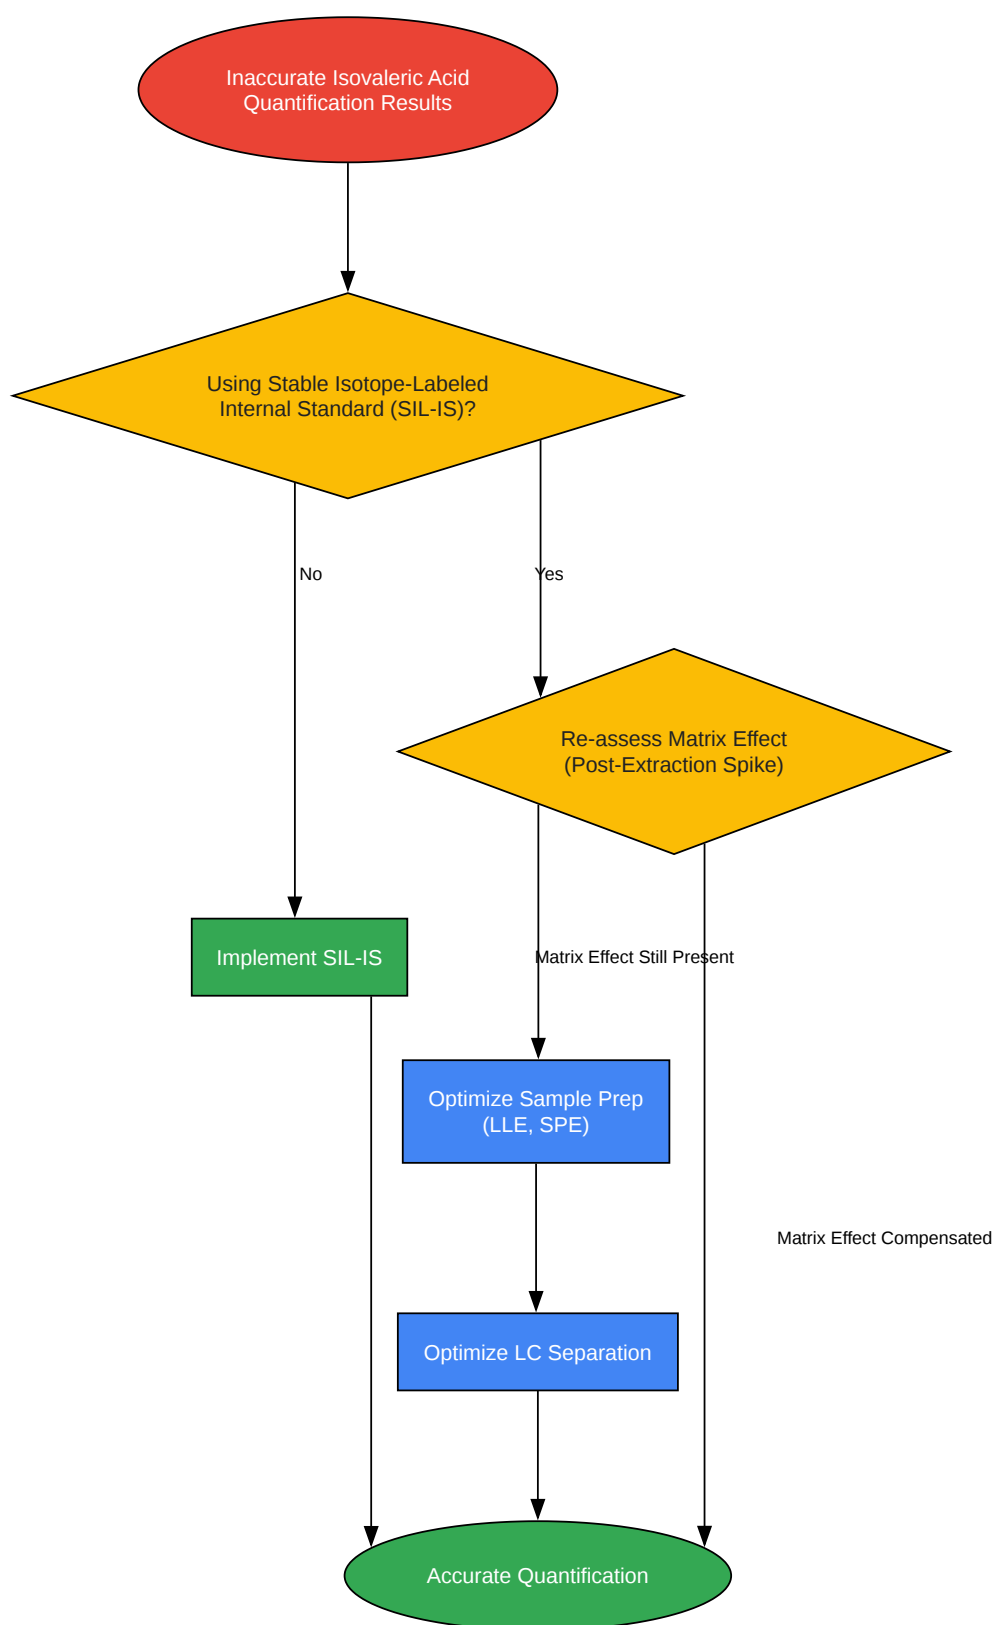 Inaccurate Isovaleric Acid
Quantification Results
Using Stable Isotope-Labeled
Internal Standard (SIL-IS)?
No
Yes
Re-assess Matrix Effect
(Post-Extraction Spike)
Implement SIL-IS
Matrix Effect Still Present
Optimize Sample Prep
(LLE, SPE)
Matrix Effect Compensated
Optimize LC Separation
Accurate Quantification